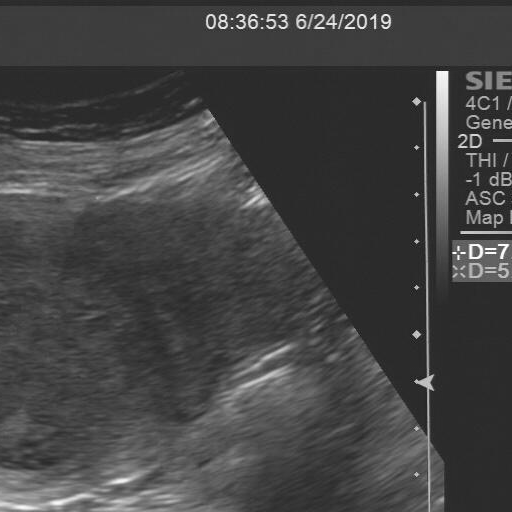 08:36:53 6/24/2019
SIE
4C1 /
Gene
2D
THI /
-1 dB
ASC
Map
D=7
D=5